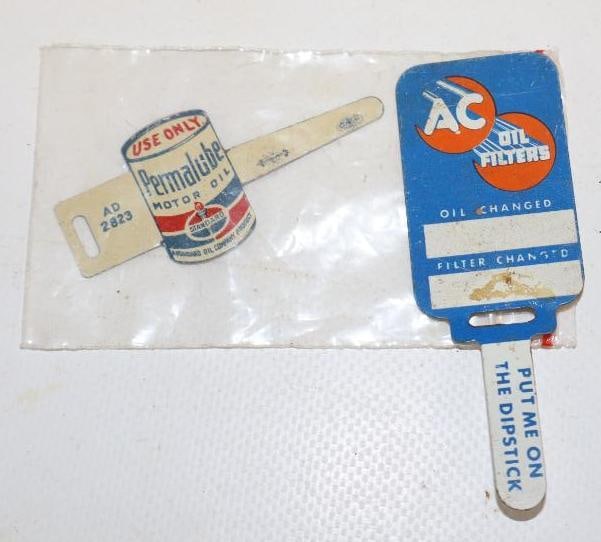 USE ONLY
Permalube
MOTOR OIL
STANDARD
A STANDARD OIL COMPANY PRODUCT
AD
2823
AC
OIL
FILTERS
OIL CHANGED
FILTER CHANGED
PUT ME ON
THE DIPSTICK